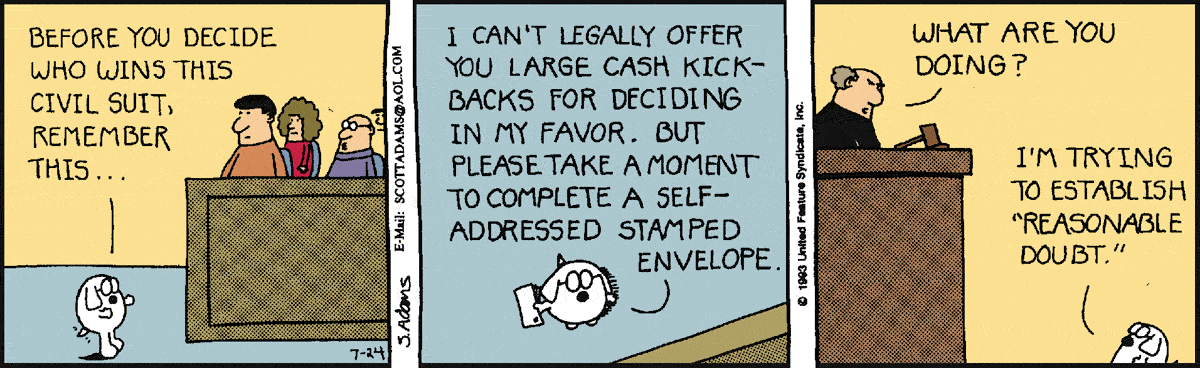 BEFORE YOU DECIDE
WHO WINS THIS
CIVIL SUIT,
REMEMBER
THIS...
7-24
S.Adams
E-Mail: SCOTTADAMS@AOL.COM
I CAN'T LEGALLY OFFER
YOU LARGE CASH KICK-
BACKS FOR DECIDING
IN MY FAVOR. BUT
PLEASE TAKE A MOMENT
TO COMPLETE A SELF-
ADDRESSED STAMPED
ENVELOPE.
© 1993 United Feature Syndicate, Inc.
WHAT ARE YOU
DOING?
I'M TRYING
TO ESTABLISH
"REASONABLE
DOUBT."